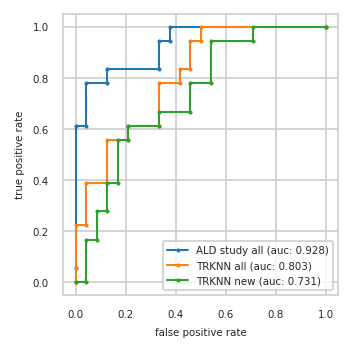 1.0
0.8
0.6
0.4
0.2
0.0
true positive rate
ALD study all (auc: 0.928)
TRKNN all (auc: 0.803)
TRKNN new (auc: 0.731)
0.0 0.2 0.4 0.6 0.8 1.0
false positive rate